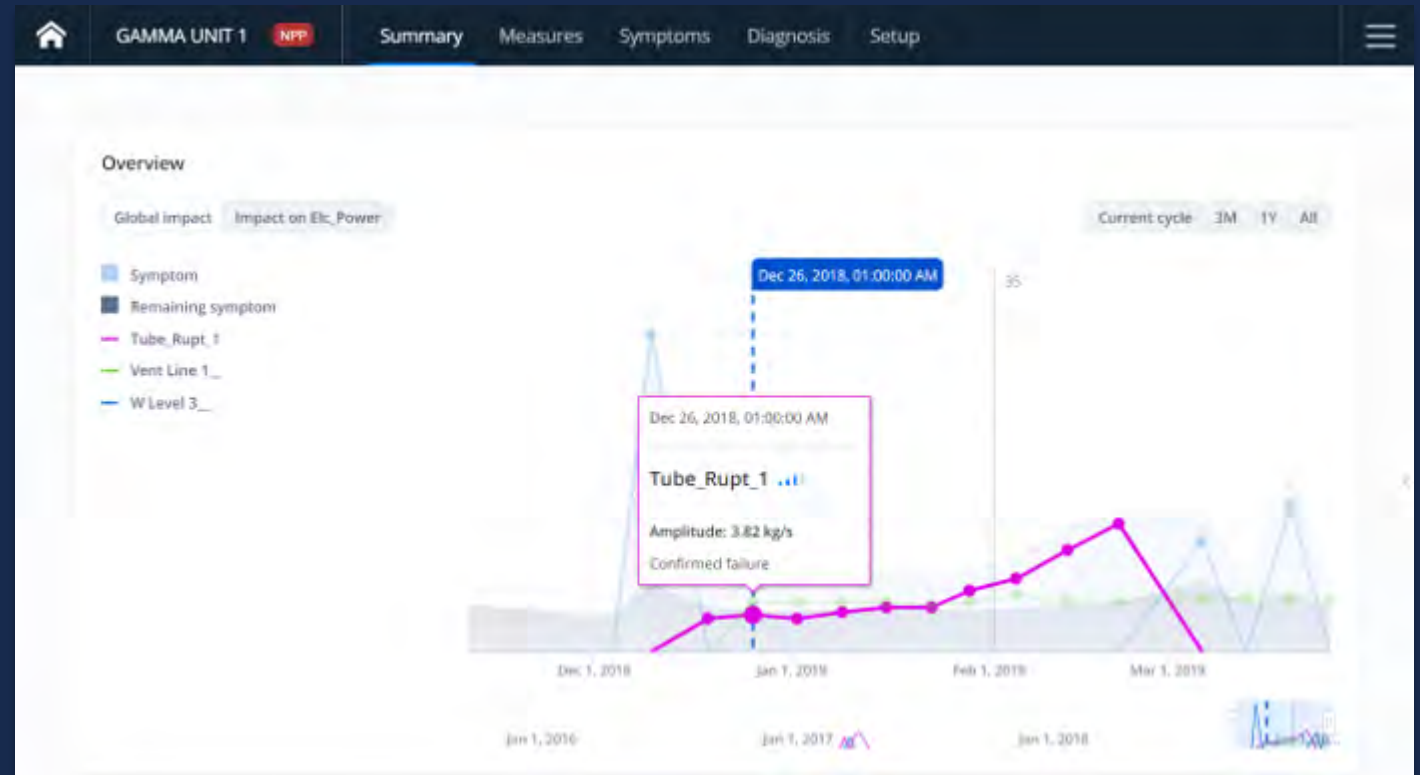 GAMMA UNIT 1 NPP Summary Measures Symptoms Diagnosis Setup
Overview
Global impact Impact on Elc_Power Current cycle 3M 1Y All
Symptom
Remaining symptom
Tube_Rupt_1
Vent Line 1_
W Level 3_
Dec 26, 2018, 01:00:00 AM
35
Dec 26, 2018, 01:00:00 AM
Tube_Rupt_1
Amplitude: 3.82 kg/s
Confirmed failure
Dec 1, 2018 Jan 1, 2019 Feb 1, 2019 Mar 1, 2019
Jan 1, 2016 Jan 1, 2017 Jan 1, 2018